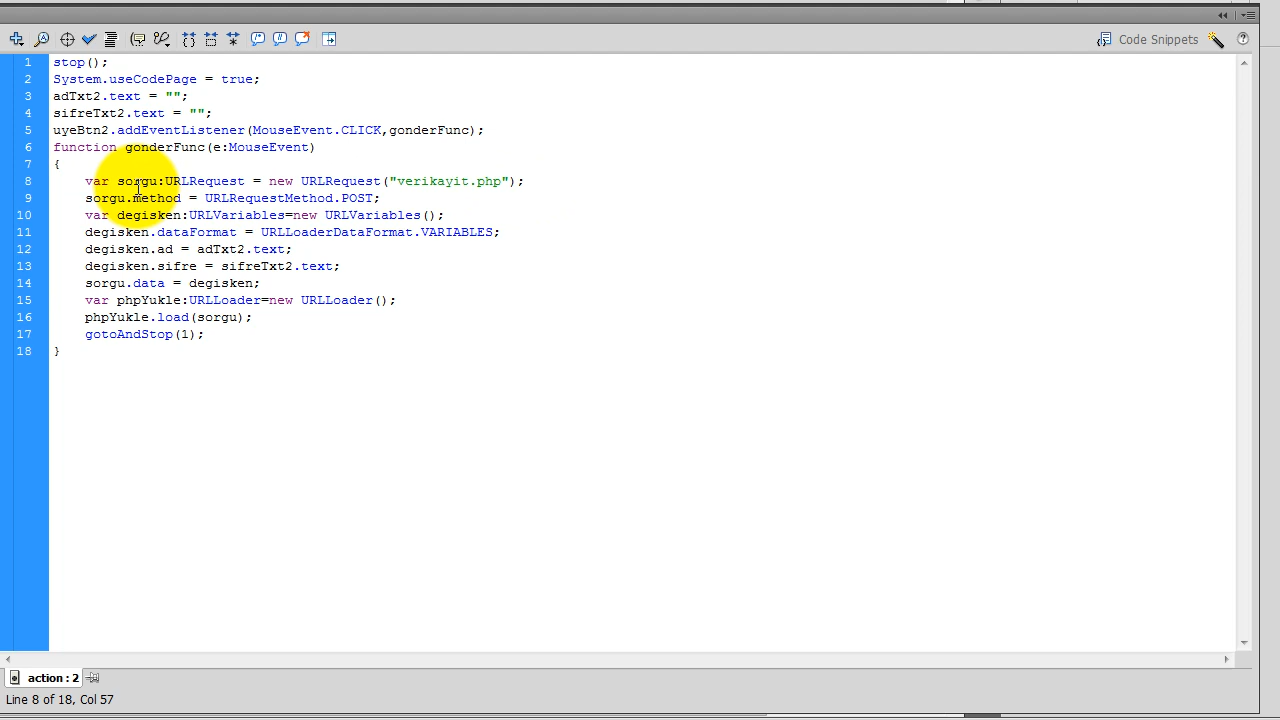 Code Snippets
1 stop();
2 System.useCodePage = true;
3 adTxt2.text = "";
4 sifreTxt2.text = "";
5 uyeBtn2.addEventListener(MouseEvent.CLICK,gonderFunc);
6 function gonderFunc(e:MouseEvent)
7 {
8 var sorgu:URLRequest = new URLRequest("verikayit.php");
9 sorgu.method = URLRequestMethod.POST;
10 var degisken:URLVariables=new URLVariables();
11 degisken.dataFormat = URLLoaderDataFormat.VARIABLES;
12 degisken.ad = adTxt2.text;
13 degisken.sifre = sifreTxt2.text;
14 sorgu.data = degisken;
15 var phpYukle:URLLoader=new URLLoader();
16 phpYukle.load(sorgu);
17 gotoAndStop(1);
18 }
action : 2
Line 8 of 18, Col 57